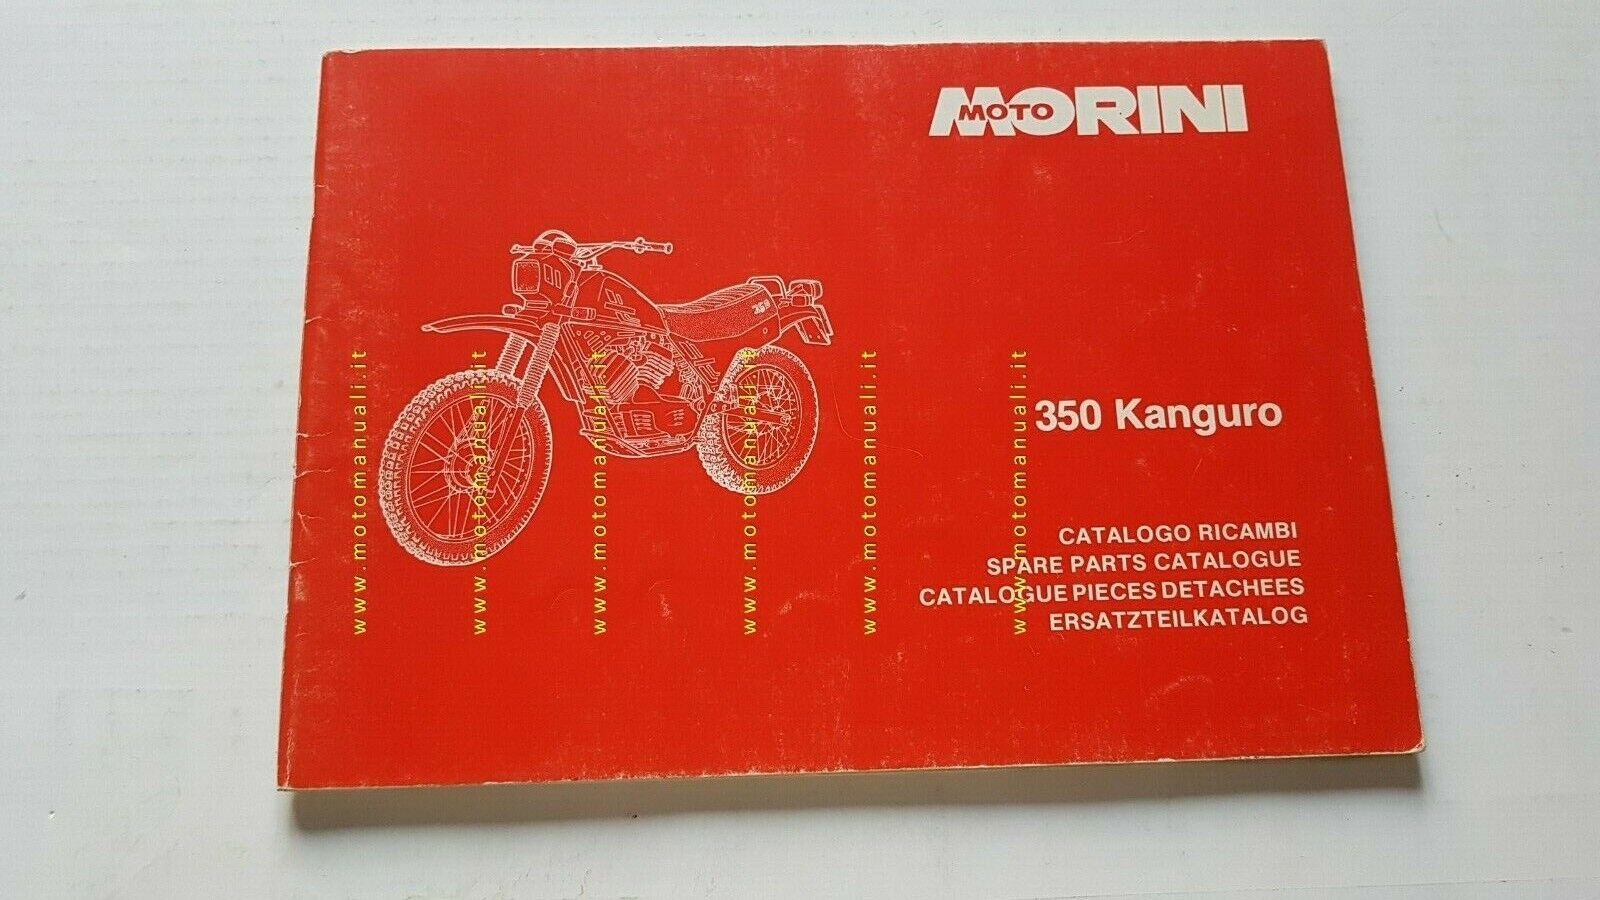 MOTO MORINI
350
350 Kanguro
CATALOGO RICAMBI
SPARE PARTS CATALOGUE
CATALOGUE PIECES DETACHEES
ERSATZTEILKATALOG
www.motomanuali.it
www.motomanuali.it
www.motomanuali.it
www.motomanuali.it
www.motomanuali.it
www.motomanuali.it